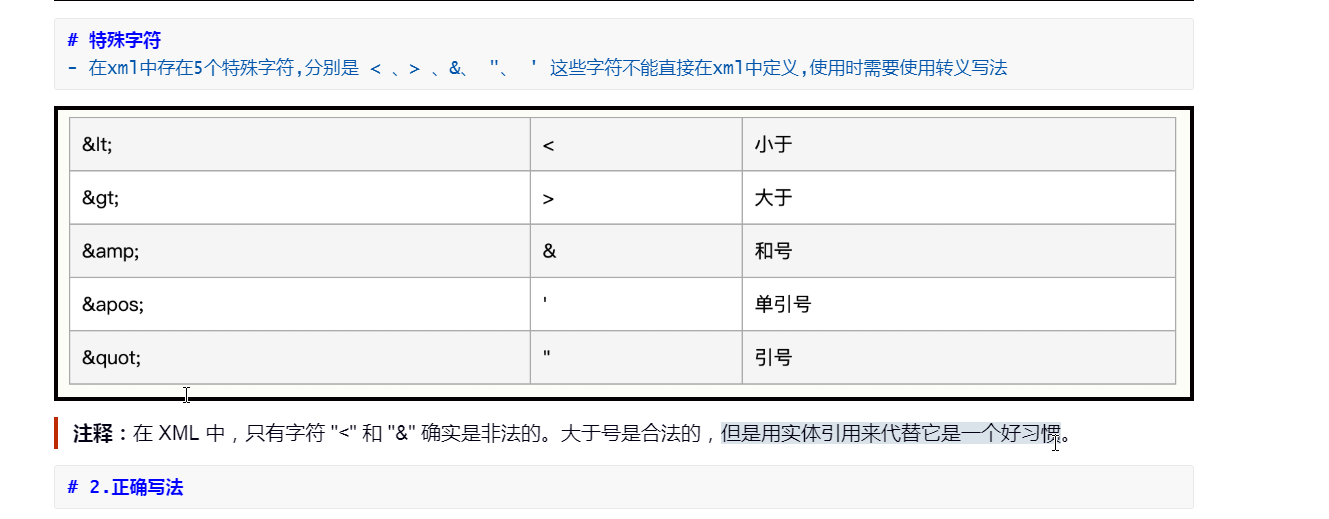 # 特殊字符
- 在xml中存在5个特殊字符,分别是 < 、> 、&、 "、 ' 这些字符不能直接在xml中定义,使用时需要使用转义写法
&lt; < 小于
&gt; > 大于
&amp; & 和号
&apos; ' 单引号
&quot; " 引号
注释：在 XML 中，只有字符 "<" 和 "&" 确实是非法的。大于号是合法的，但是用实体引用来代替它是一个好习惯。
# 2.正确写法